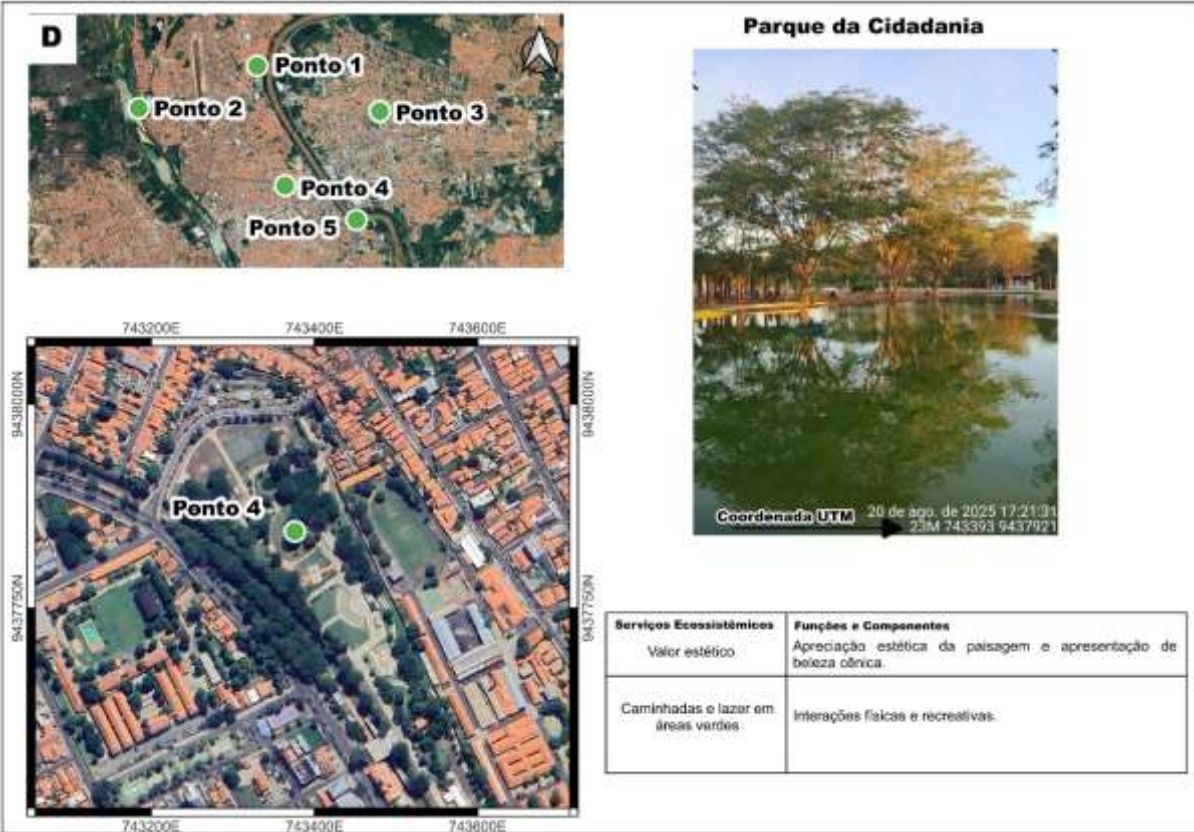 D
Ponto 1
Ponto 2
Ponto 3
Ponto 4
Ponto 5
Parque da Cidadania
20 de ago. de 2025 17:21:31
Coordenada UTM
23M 743393 9437921
743200E
743400E
743600E
9438000N
9438000N
Ponto 4
9437750N
9437750N
743200E
743400E
743600E
Serviços Ecossistêmicos
Funções e Componentes
Valor estético
Apreciação estética da paisagem e apresentação de
beleza cênica.
Caminhadas e lazer em
áreas verdes
Interações físicas e recreativas.